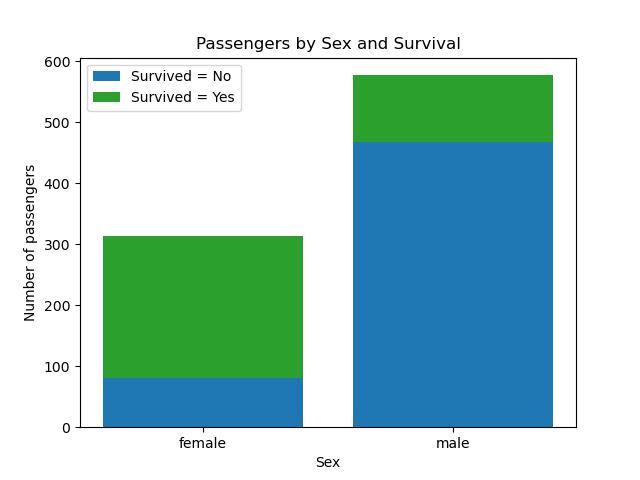 Passengers by Sex and Survival
Survived = No
Survived = Yes
600
500
400
300
200
100
0
Number of passengers
female
male
Sex